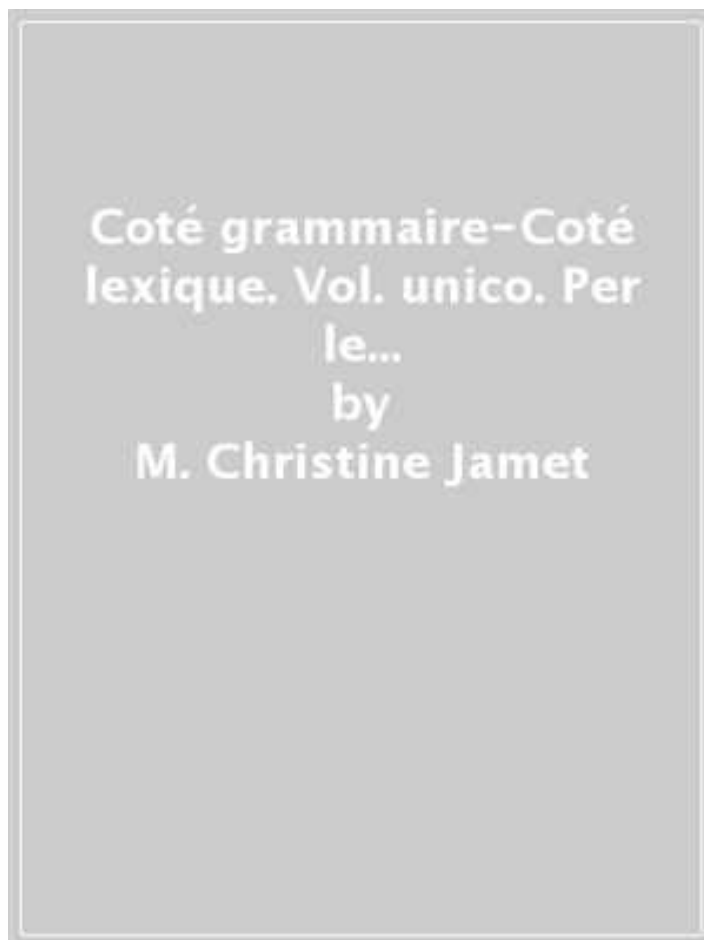 Coté grammaire-Coté
lexique. Vol. unico. Per
le...
by
M. Christine Jamet